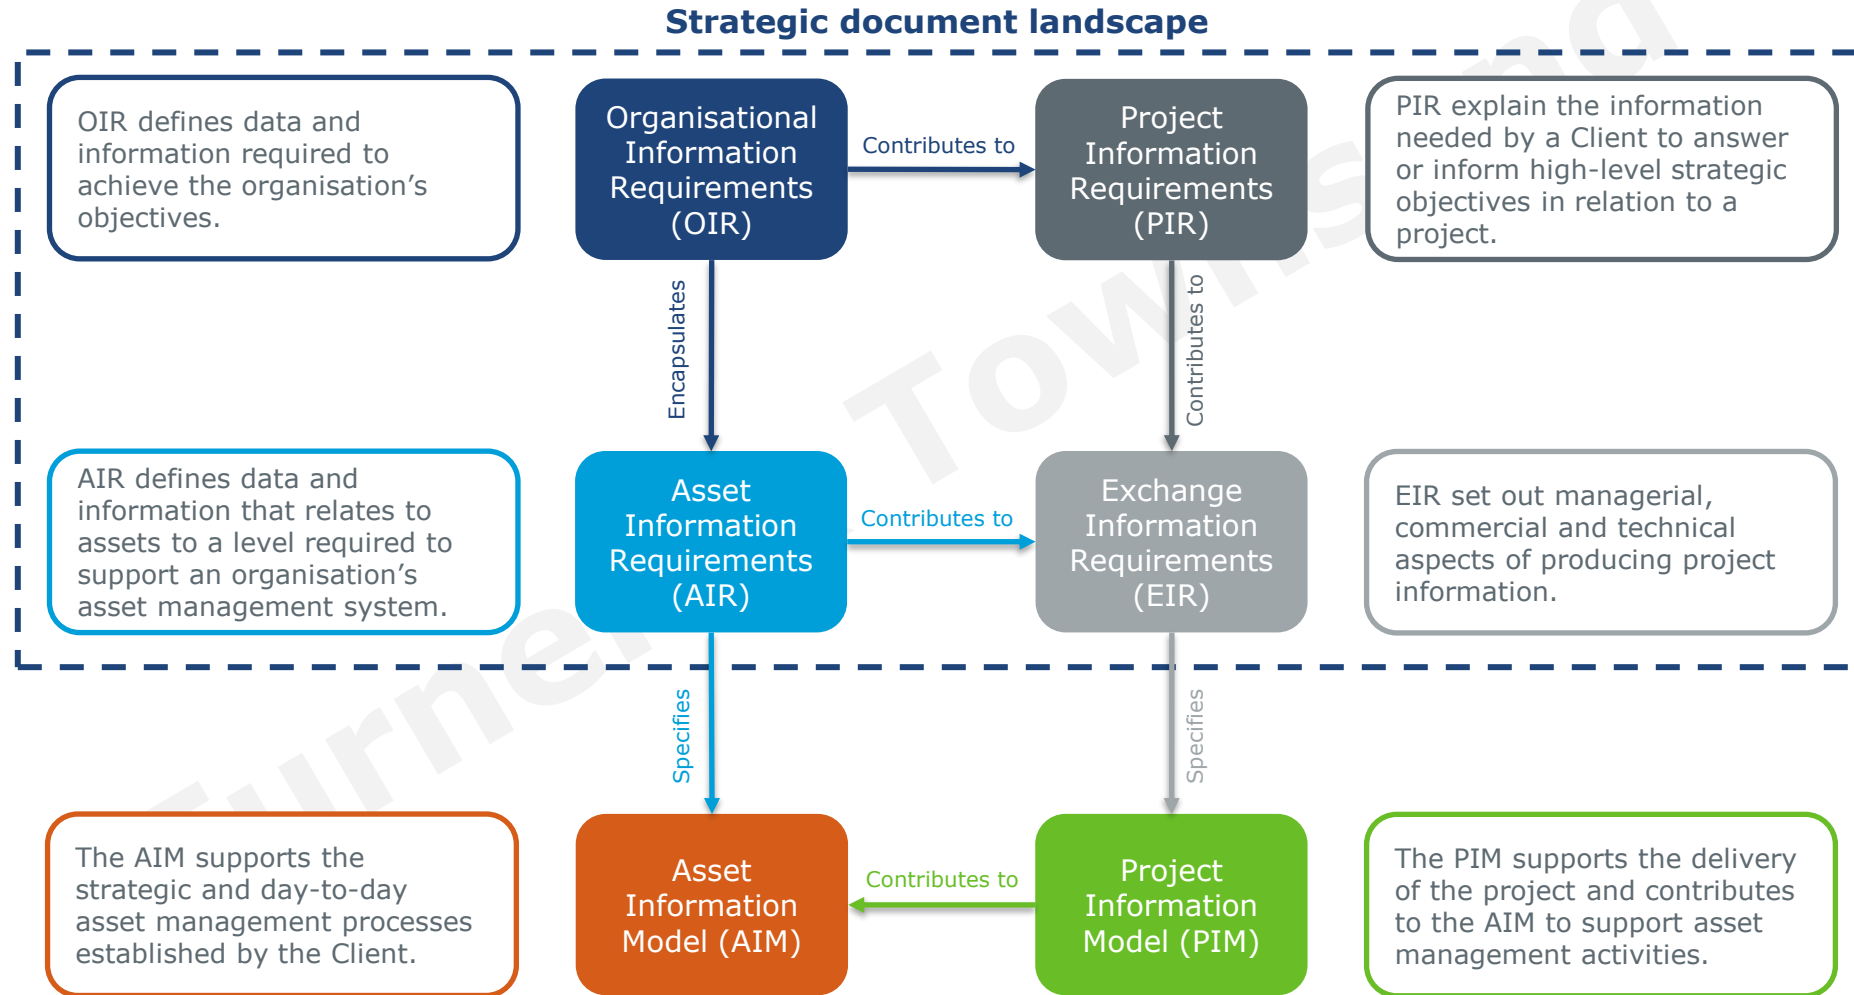 Strategic document landscape
OIR defines data and
information required to
achieve the organisation’s
objectives.
Organisational
Information
Requirements
(OIR)
Contributes to
Project
Information
Requirements
(PIR)
PIR explain the information
needed by a Client to answer
or inform high-level strategic
objectives in relation to a
project.
Encapsulates
Contributes to
AIR defines data and
information that relates to
assets to a level required to
support an organisation’s
asset management system.
Asset
Information
Requirements
(AIR)
Contributes to
Exchange
Information
Requirements
(EIR)
EIR set out managerial,
commercial and technical
aspects of producing project
information.
Specifies
Specifies
The AIM supports the
strategic and day-to-day
asset management processes
established by the Client.
Asset
Information
Model (AIM)
Contributes to
Project
Information
Model (PIM)
The PIM supports the delivery
of the project and contributes
to the AIM to support asset
management activities.